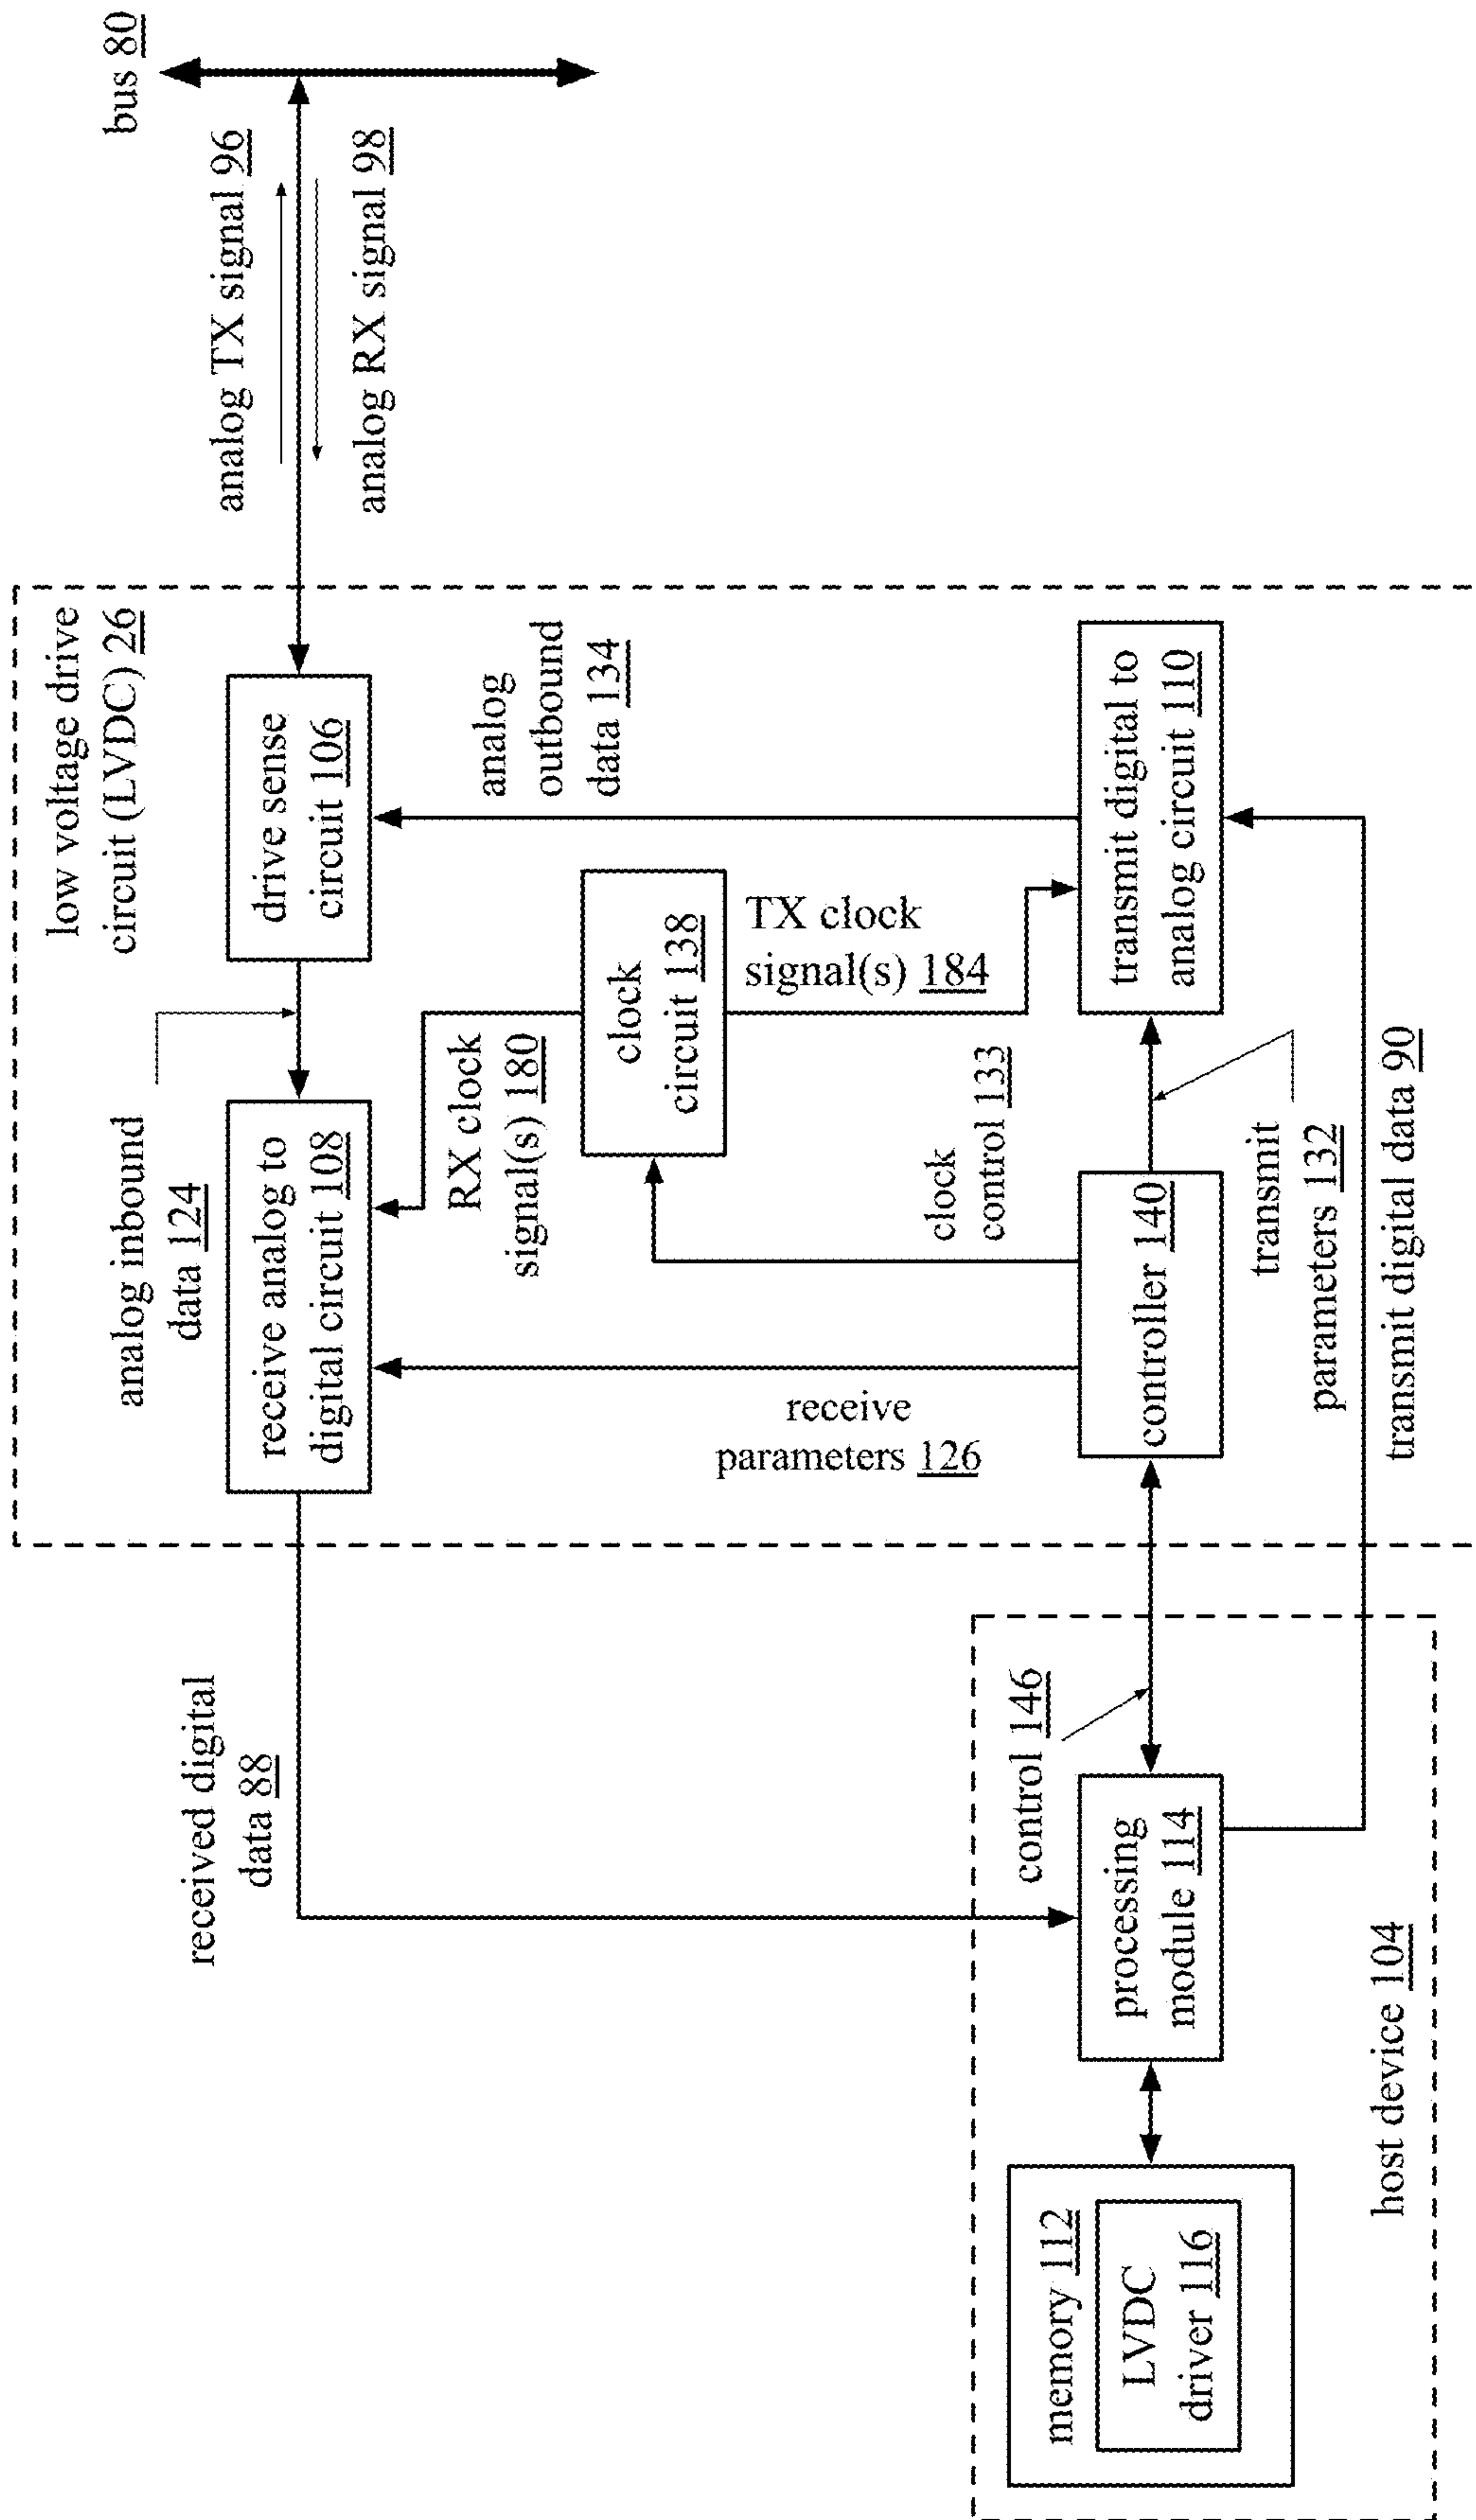 low voltage drive
circuit (LVDC) 26
bus 80
analog TX signal 96
analog RX signal 98
analog inbound
data 124
received digital
data 88
receive analog to
digital circuit 108
drive sense
circuit 106
RX clock
signal(s) 180
clock
circuit 138
analog
outbound
data 134
TX clock
signal(s) 184
receive
parameters 126
clock
control 133
control 146
memory 112
LVDC
driver 116
processing
module 114
controller 140
transmit digital to
analog circuit 110
transmit
parameters 132
host device 104
transmit digital data 90